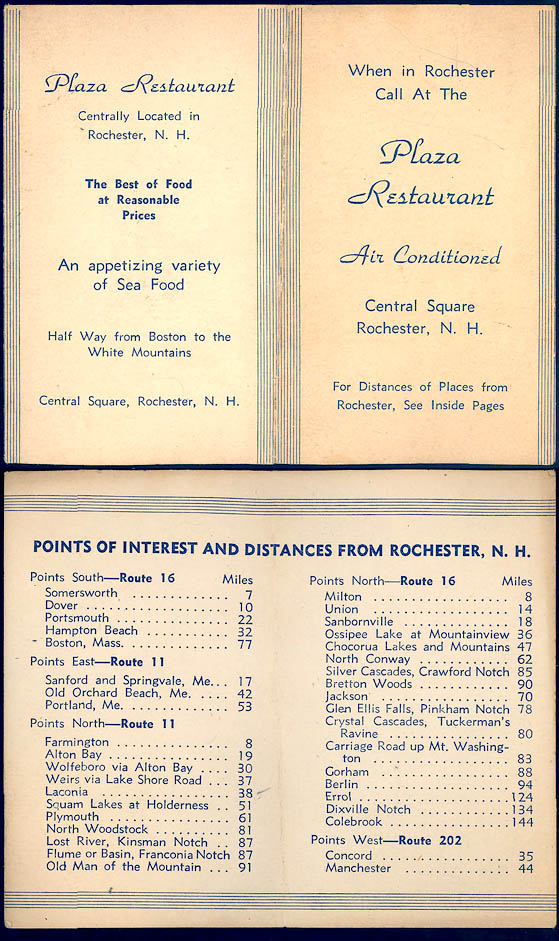 Plaza Restaurant
Centrally Located in
Rochester, N. H.
The Best of Food
at Reasonable
Prices
An appetizing variety
of Sea Food
Half Way from Boston to the
White Mountains
Central Square, Rochester, N. H.
When in Rochester
Call At The
Plaza
Restaurant
Air Conditioned
Central Square
Rochester, N. H.
For Distances of Places from
Rochester, See Inside Pages
POINTS OF INTEREST AND DISTANCES FROM ROCHESTER, N. H.
Points South—Route 16 Miles
Somersworth ............. 7
Dover .................... 10
Portsmouth ............... 22
Hampton Beach ........... 32
Boston, Mass. ............. 77
Points East—Route 11
Sanford and Springvale, Me... 17
Old Orchard Beach, Me. .... 42
Portland, Me. ............. 53
Points North—Route 11
Farmington ............... 8
Alton Bay ................ 19
Wolfeboro via Alton Bay ... 30
Weirs via Lake Shore Road ... 37
Laconia .................. 38
Squam Lakes at Holderness .. 51
Plymouth ................. 61
North Woodstock .......... 81
Lost River, Kinsman Notch .. 87
Flume or Basin, Franconia Notch 87
Old Man of the Mountain ... 91
Points North—Route 16 Miles
Milton ................... 8
Union .................... 14
Sanbornville .............. 18
Ossipee Lake at Mountainview 36
Chocorua Lakes and Mountains 47
North Conway ............ 62
Silver Cascades, Crawford Notch 85
Bretton Woods ............ 90
Jackson .................. 70
Glen Ellis Falls, Pinkham Notch 78
Crystal Cascades, Tuckerman's
Ravine ................ 80
Carriage Road up Mt. Washing-
ton ................... 83
Gorham .................. 88
Berlin .................... 94
Errol .................... 124
Dixville Notch ............ 134
Colebrook ................ 144
Points West—Route 202
Concord .................. 35
Manchester ............... 44